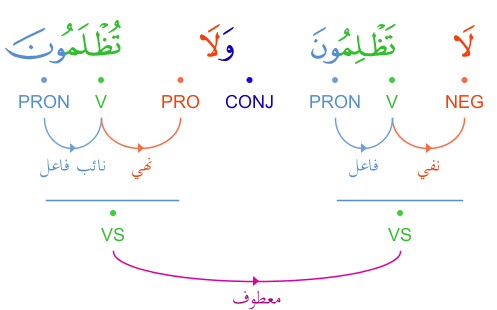 لَا تَظْلِمُونَ وَلَا تُظْلَمُونَ
NEG V PRON CONJ PRO V PRON
نفي فاعل نهي نائب فاعل
VS VS
معطوف